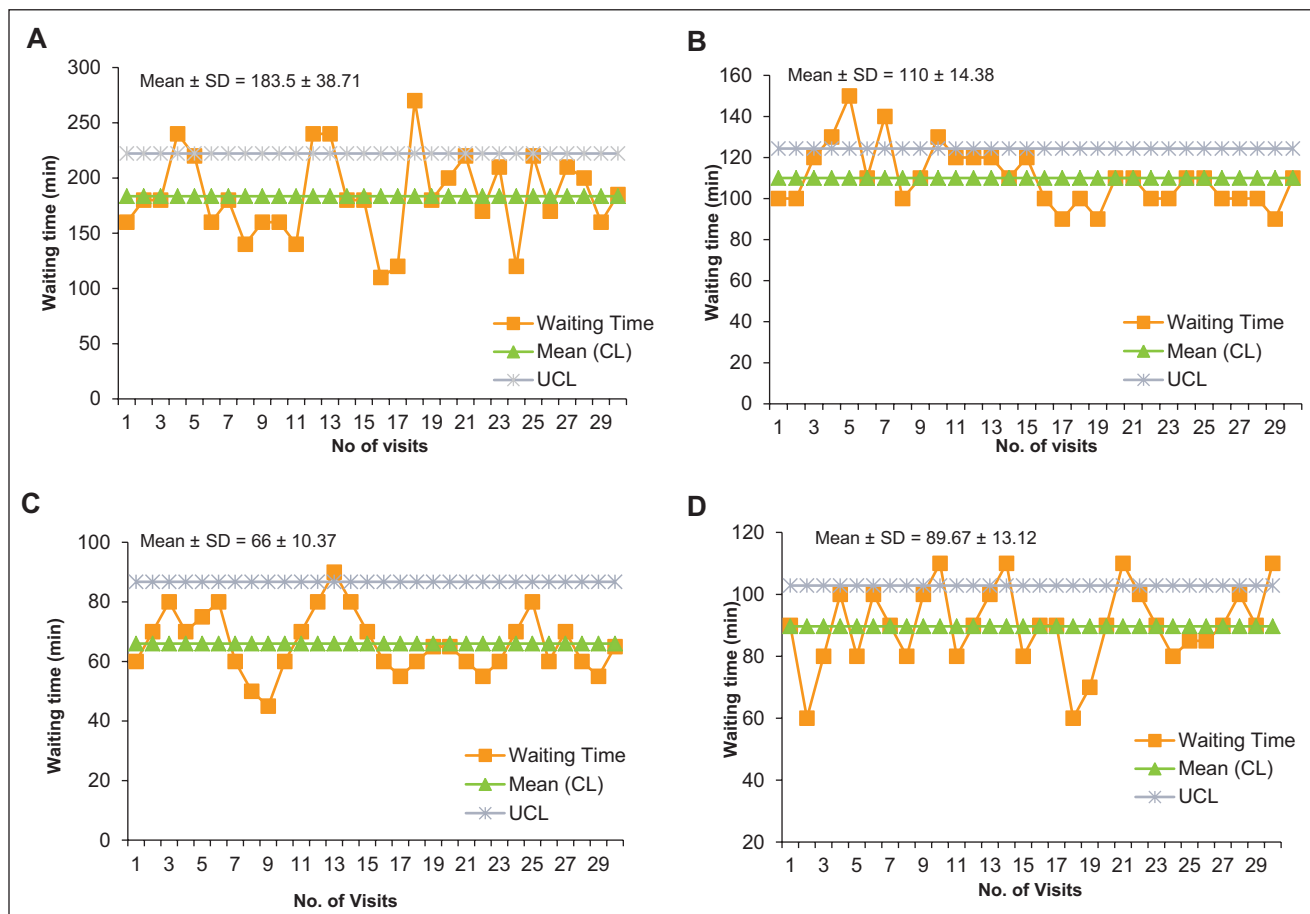 A
Mean ± SD = 183.5 ± 38.71
300
250
200
150
100
50
0
Waiting time (min)
Waiting Time
Mean (CL)
UCL
1 3 5 7 9 11 13 15 17 19 21 23 25 27 29
No of visits
B
Mean ± SD = 110 ± 14.38
160
140
120
100
80
60
40
20
0
Waiting time (min)
Waiting Time
Mean (CL)
UCL
1 3 5 7 9 11 13 15 17 19 21 23 25 27 29
No. of visits
C
Mean ± SD = 66 ± 10.37
100
80
60
40
20
0
Waiting time (min)
Waiting Time
Mean (CL)
UCL
1 3 5 7 9 11 13 15 17 19 21 23 25 27 29
No. of Visits
D
Mean ± SD = 89.67 ± 13.12
120
100
80
60
40
20
Waiting time (min)
Waiting Time
Mean (CL)
UCL
1 3 5 7 9 11 13 15 17 19 21 23 25 27 29
No. of Visits